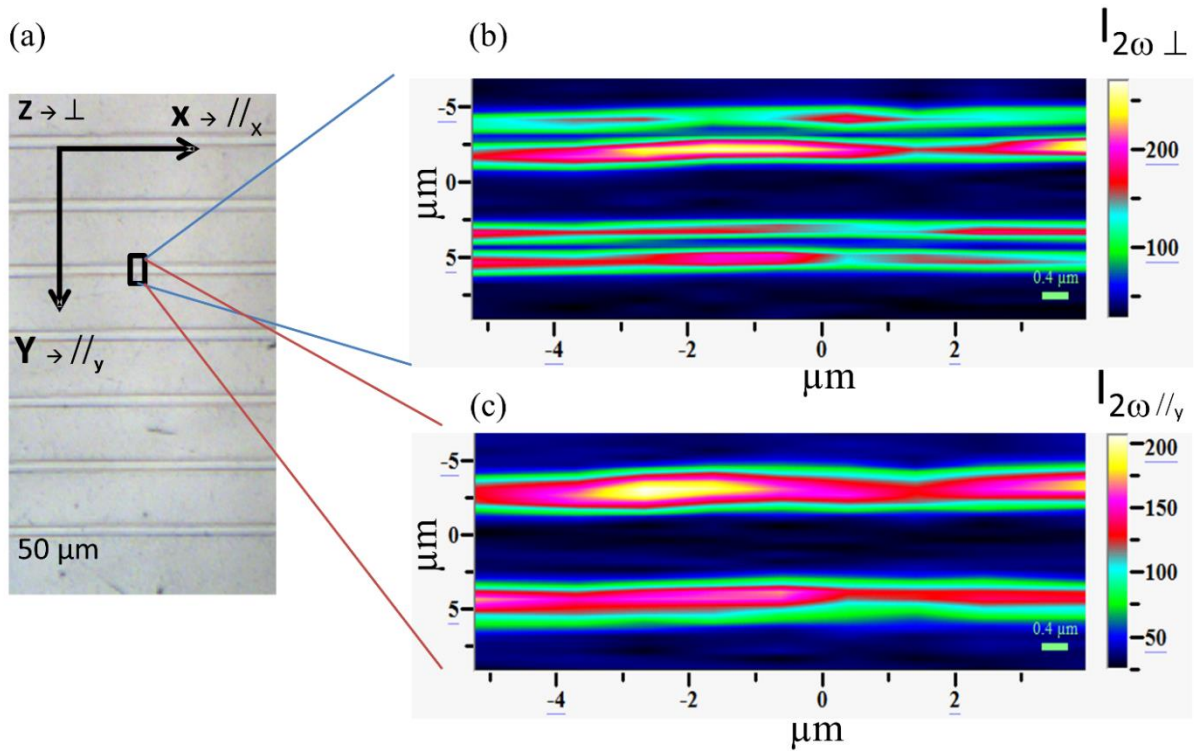 (a)
Z → ⊥
X → //x
Y → //y
50 µm
(b)
I2ω ⊥
-5
0
5
µm
-4
-2
0
2
µm
0.4 µm
200
100
(c)
I2ω //y
-5
0
5
µm
-4
-2
0
2
µm
0.4 µm
200
150
100
50